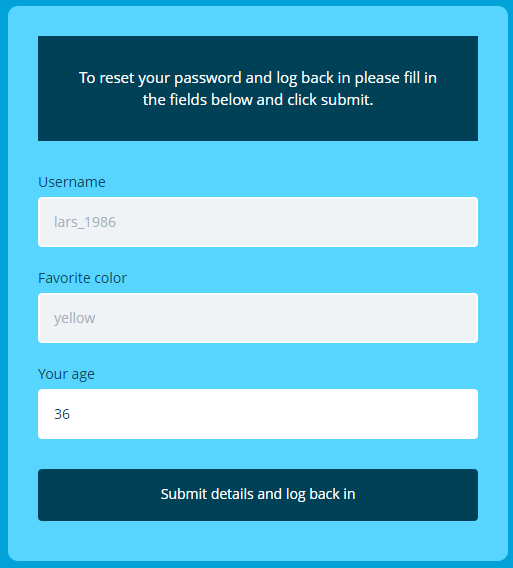 To reset your password and log back in please fill in
the fields below and click submit.
Username
lars_1986
Favorite color
yellow
Your age
36
Submit details and log back in